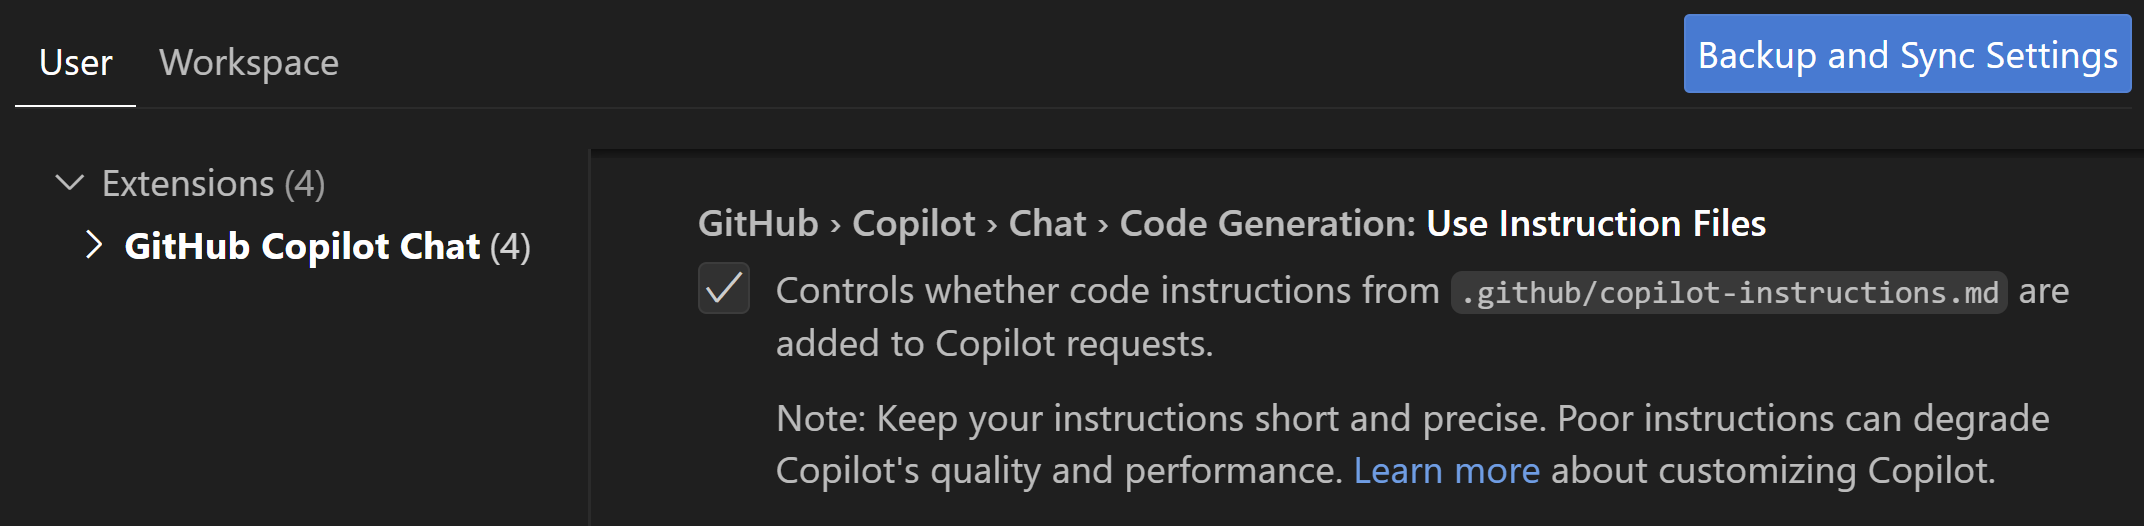 User Workspace
Backup and Sync Settings
Extensions (4)
GitHub Copilot Chat (4)
GitHub › Copilot › Chat › Code Generation: Use Instruction Files
Controls whether code instructions from .github/copilot-instructions.md are
added to Copilot requests.
Note: Keep your instructions short and precise. Poor instructions can degrade
Copilot's quality and performance. Learn more about customizing Copilot.